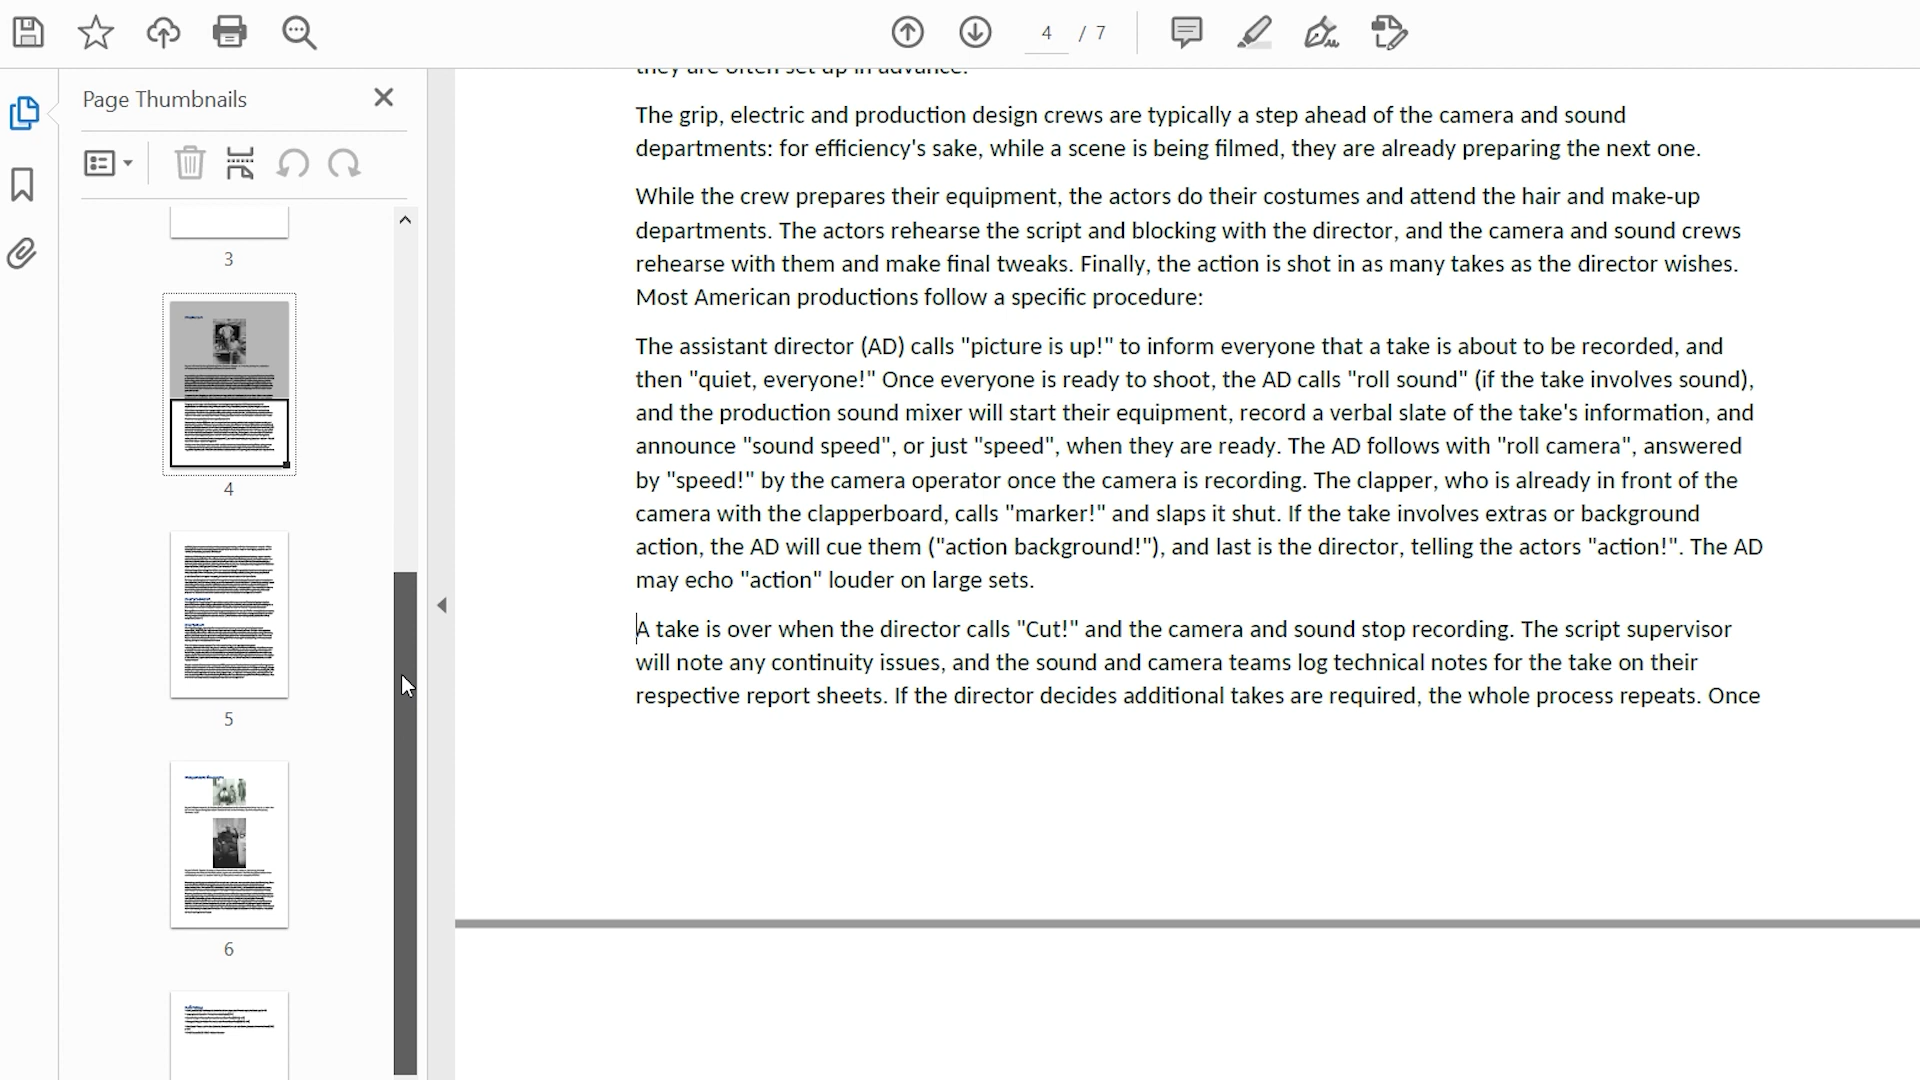 4 / 7
Page Thumbnails
3
4
5
6
they are often set up in advance.
The grip, electric and production design crews are typically a step ahead of the camera and sound
departments: for efficiency's sake, while a scene is being filmed, they are already preparing the next one.
While the crew prepares their equipment, the actors do their costumes and attend the hair and make-up
departments. The actors rehearse the script and blocking with the director, and the camera and sound crews
rehearse with them and make final tweaks. Finally, the action is shot in as many takes as the director wishes.
Most American productions follow a specific procedure:
The assistant director (AD) calls "picture is up!" to inform everyone that a take is about to be recorded, and
then "quiet, everyone!" Once everyone is ready to shoot, the AD calls "roll sound" (if the take involves sound),
and the production sound mixer will start their equipment, record a verbal slate of the take's information, and
announce "sound speed", or just "speed", when they are ready. The AD follows with "roll camera", answered
by "speed!" by the camera operator once the camera is recording. The clapper, who is already in front of the
camera with the clapperboard, calls "marker!" and slaps it shut. If the take involves extras or background
action, the AD will cue them ("action background!"), and last is the director, telling the actors "action!". The AD
may echo "action" louder on large sets.
A take is over when the director calls "Cut!" and the camera and sound stop recording. The script supervisor
will note any continuity issues, and the sound and camera teams log technical notes for the take on their
respective report sheets. If the director decides additional takes are required, the whole process repeats. Once